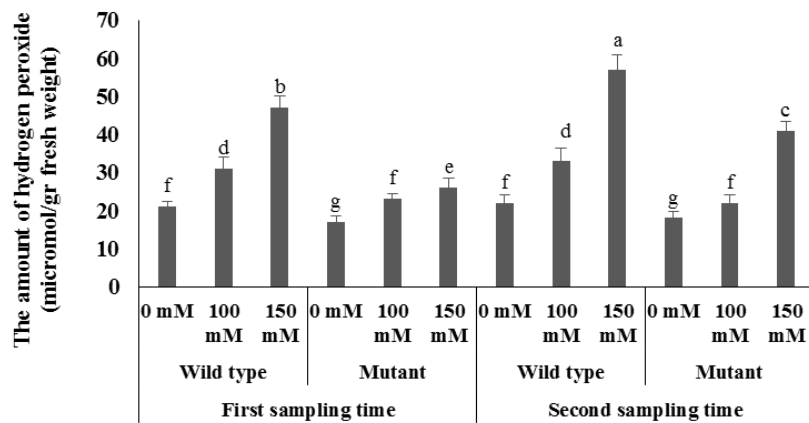 The amount of hydrogen peroxide
(micromol/gr fresh weight)
70
60
50
40
30
20
10
0
f
d
b
g
f
e
f
d
a
g
f
c
0 mM
100
mM
150
mM
0 mM
100
mM
150
mM
0 mM
100
mM
150
mM
0 mM
100
mM
150
mM
Wild type
Mutant
Wild type
Mutant
First sampling time
Second sampling time